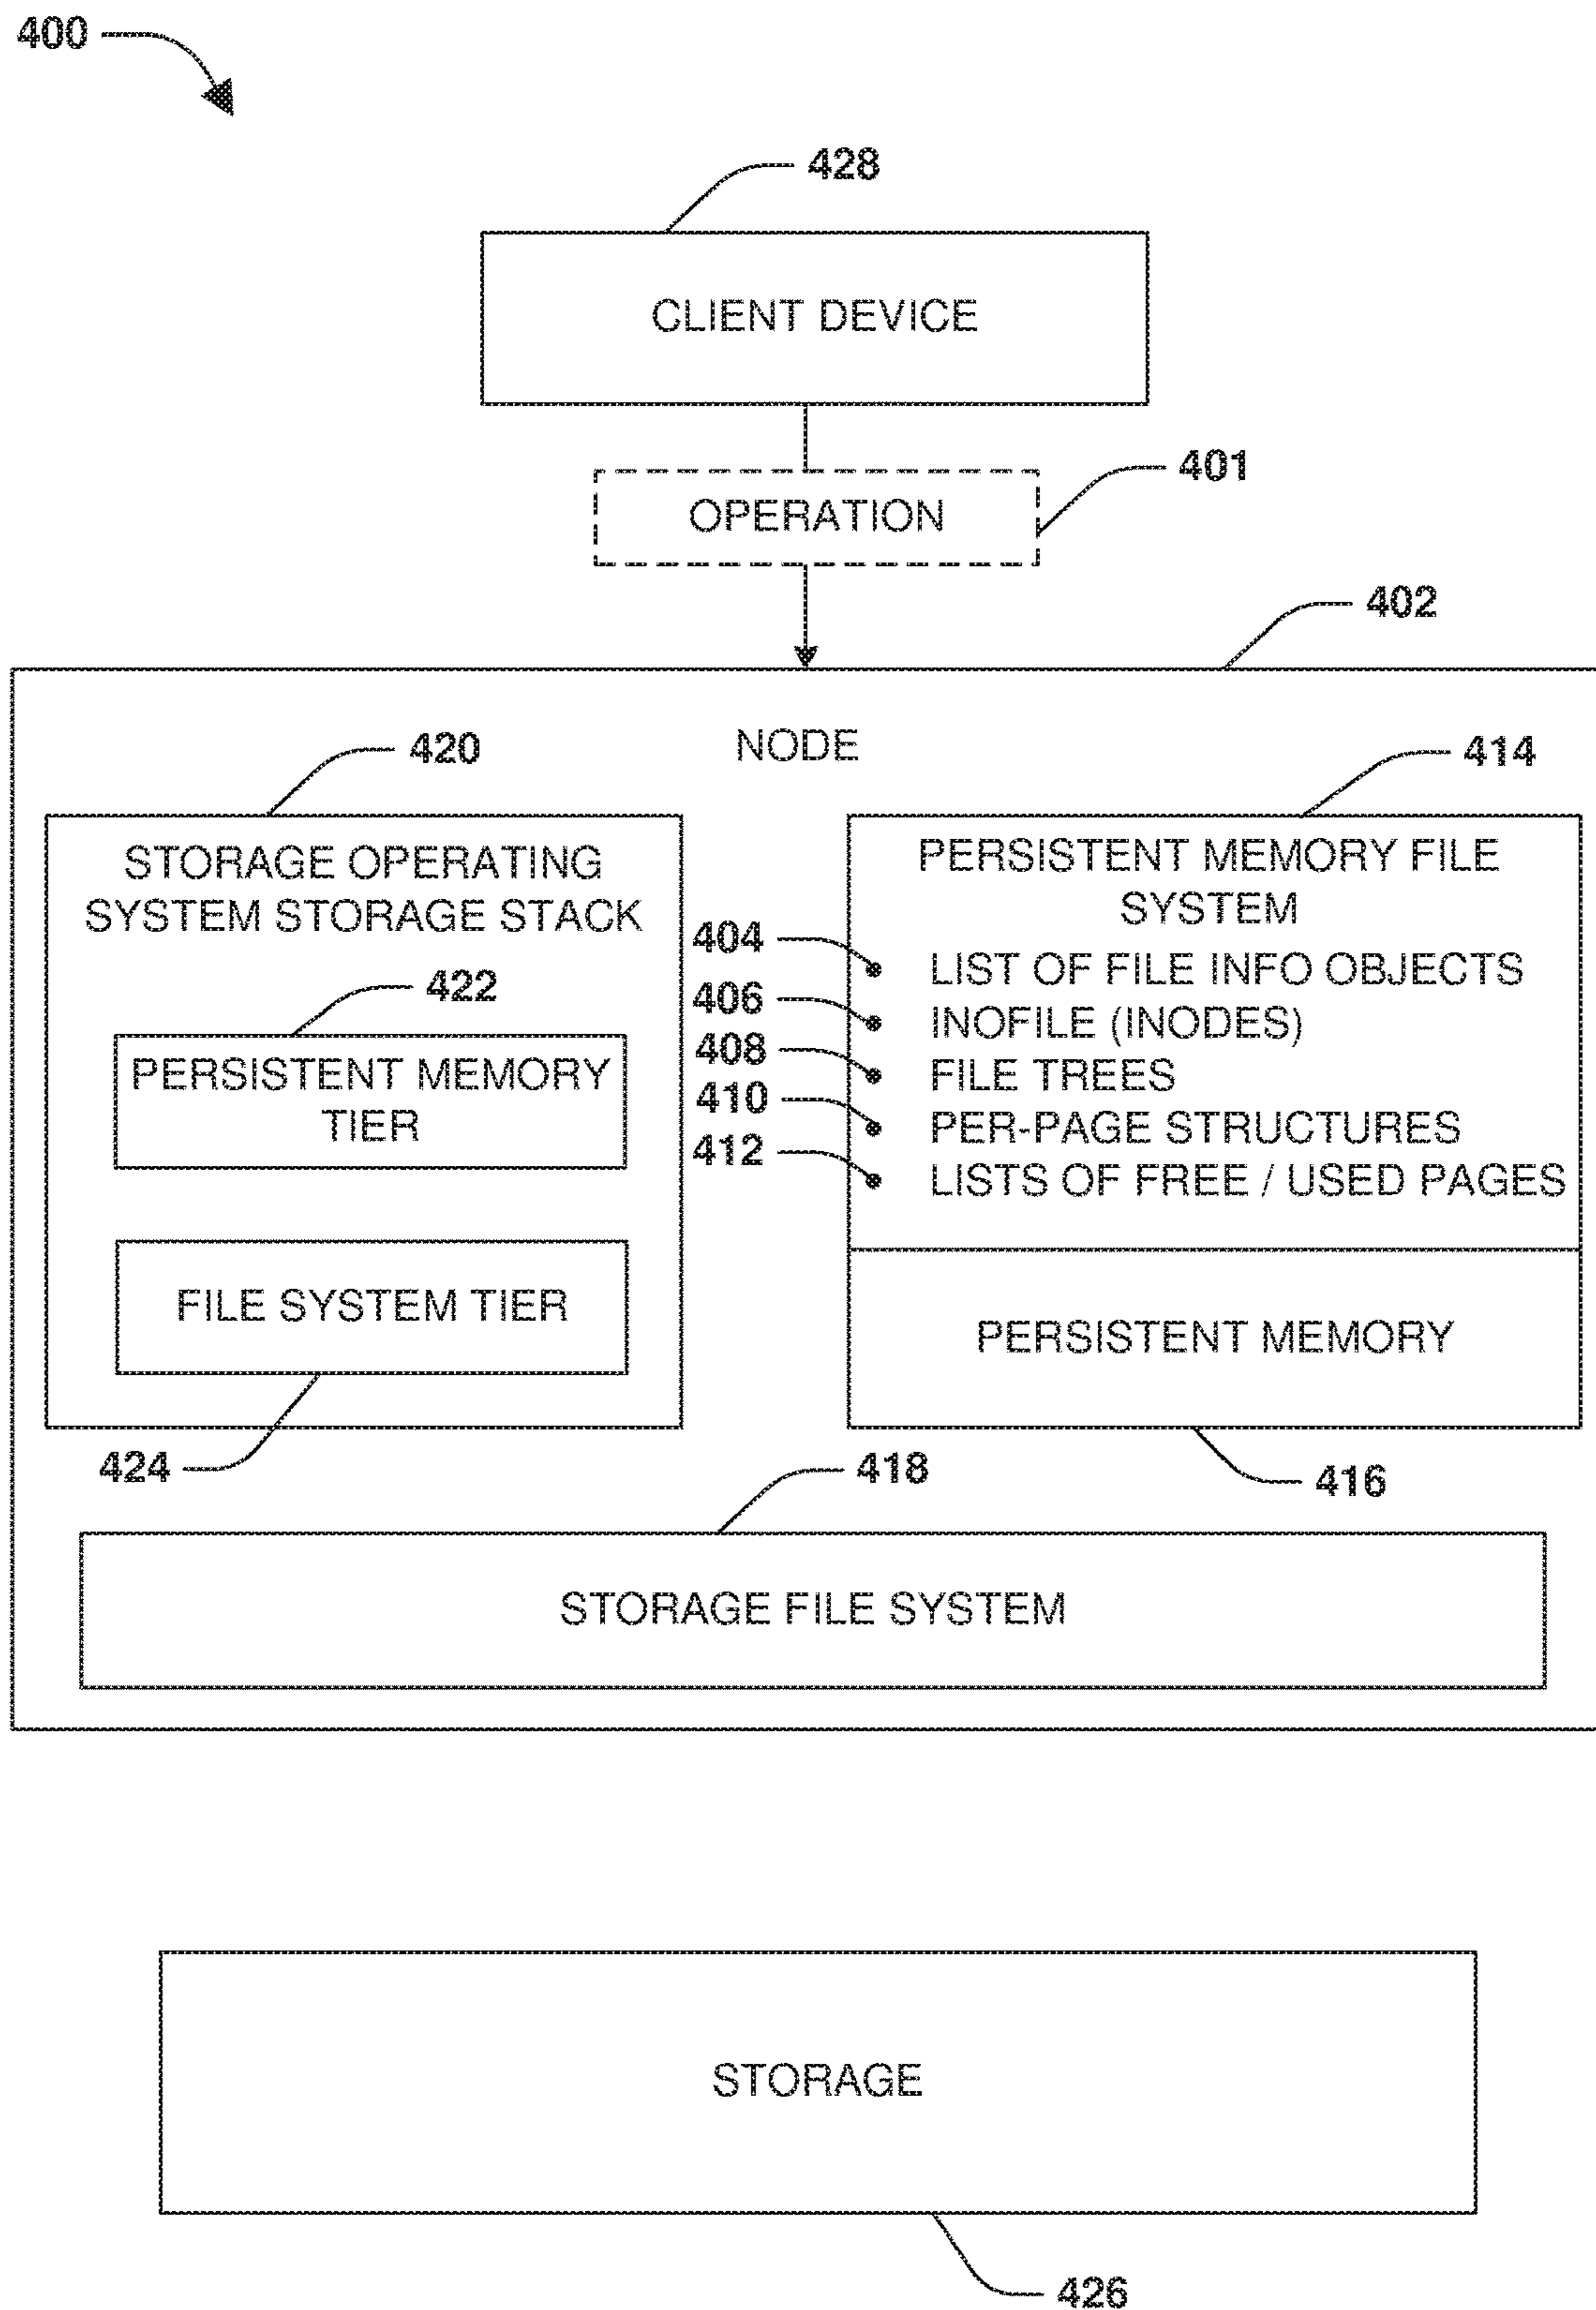 400
428
CLIENT DEVICE
401
OPERATION
402
NODE
420
414
STORAGE OPERATING
SYSTEM STORAGE STACK
422
PERSISTENT MEMORY
TIER
FILE SYSTEM TIER
424
PERSISTENT MEMORY FILE
SYSTEM
404
LIST OF FILE INFO OBJECTS
406
INOFILE (INODES)
408
FILE TREES
410
PER-PAGE STRUCTURES
412
LISTS OF FREE / USED PAGES
PERSISTENT MEMORY
416
418
STORAGE FILE SYSTEM
STORAGE
426